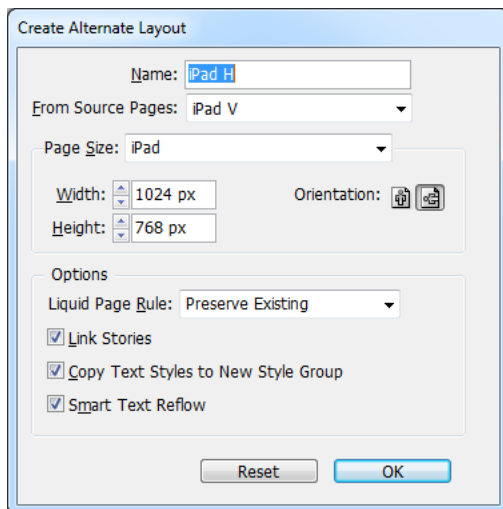 Create Alternate Layout
Name: iPad H
From Source Pages: iPad V
Page Size: iPad
Width: 1024 px Orientation:
Height: 768 px
Options
Liquid Page Rule: Preserve Existing
Link Stories
Copy Text Styles to New Style Group
Smart Text Reflow
Reset OK